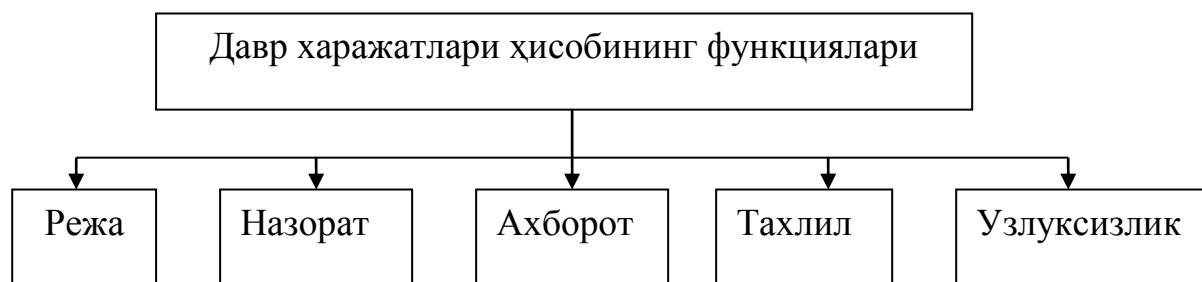 Давр харажатлари ҳисобининг функциялари
Режа
Назорат
Ахборот
Тахлил
Узлуксизлик